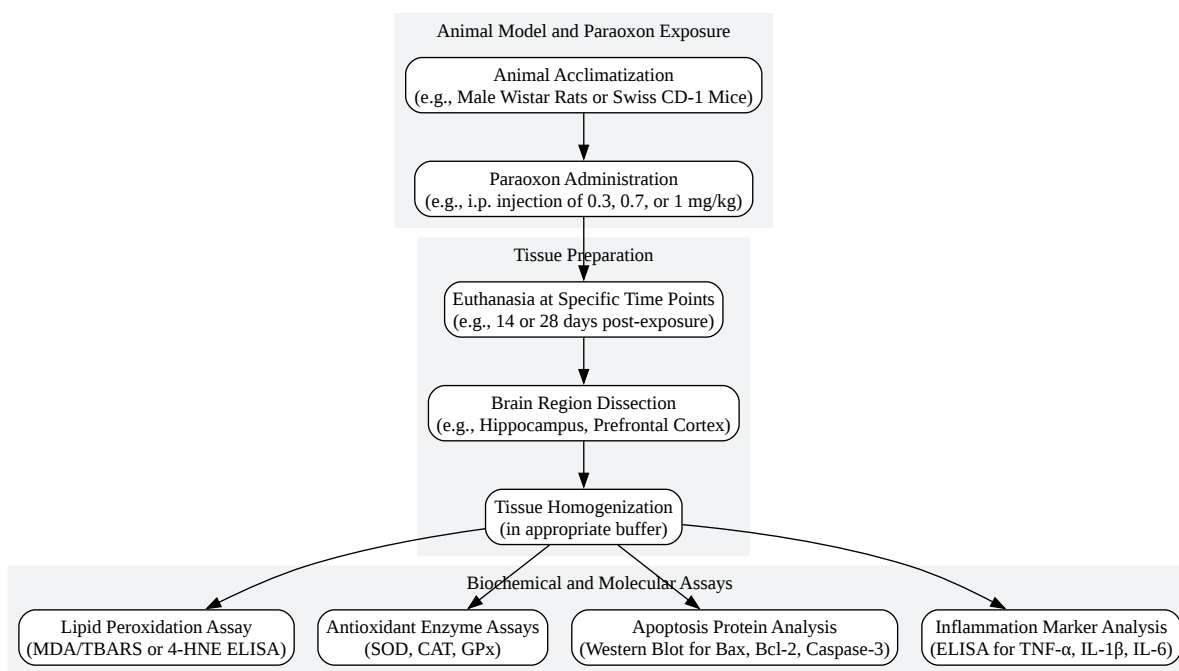 Animal Model and Paraoxon Exposure
Animal Acclimatization
(e.g., Male Wistar Rats or Swiss CD-1 Mice)
Paraoxon Administration
(e.g., i.p. injection of 0.3, 0.7, or 1 mg/kg)
Tissue Preparation
Euthanasia at Specific Time Points
(e.g., 14 or 28 days post-exposure)
Brain Region Dissection
(e.g., Hippocampus, Prefrontal Cortex)
Tissue Homogenization
(in appropriate buffer)
Biochemical and Molecular Assays
Lipid Peroxidation Assay
(MDA/TBARS or 4-HNE ELISA)
Antioxidant Enzyme Assays
(SOD, CAT, GPx)
Apoptosis Protein Analysis
(Western Blot for Bax, Bcl-2, Caspase-3)
Inflammation Marker Analysis
(ELISA for TNF-α, IL-1β, IL-6)